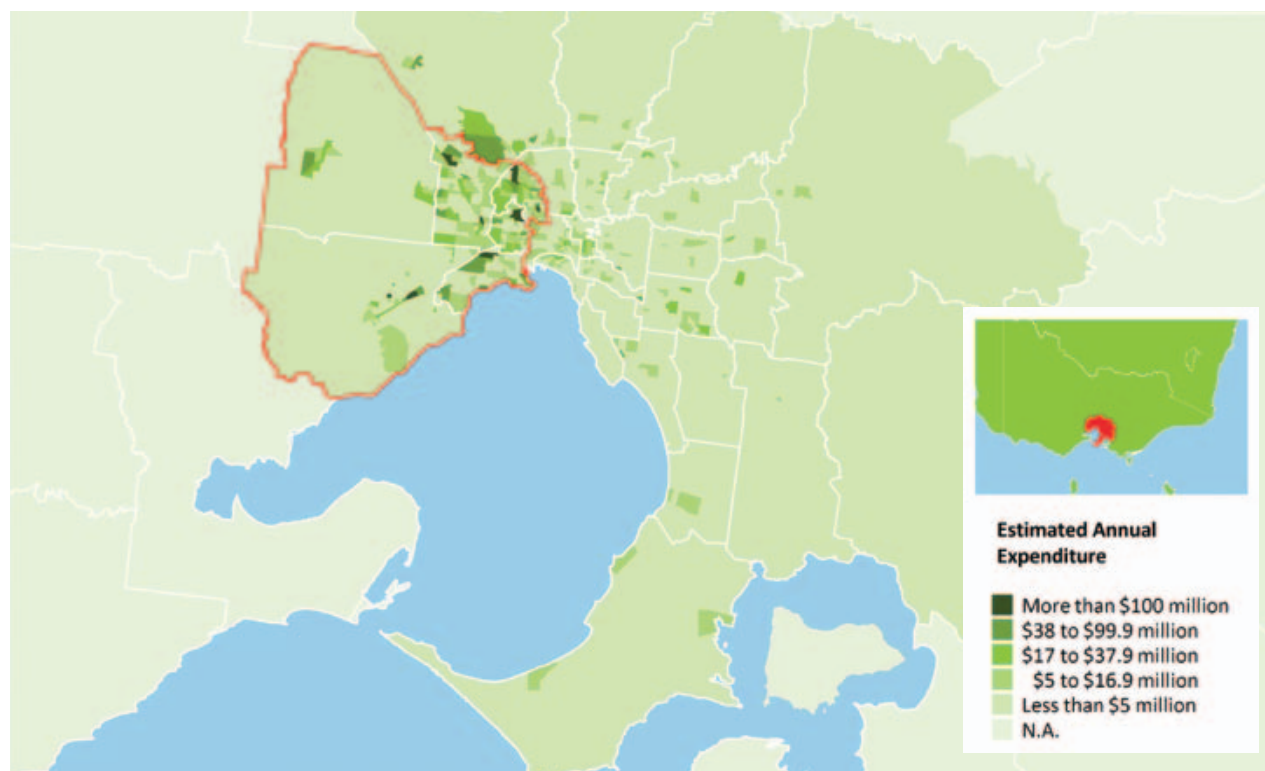 Estimated Annual
Expenditure
More than $100 million
$38 to $99.9 million
$17 to $37.9 million
$5 to $16.9 million
Less than $5 million
N.A.